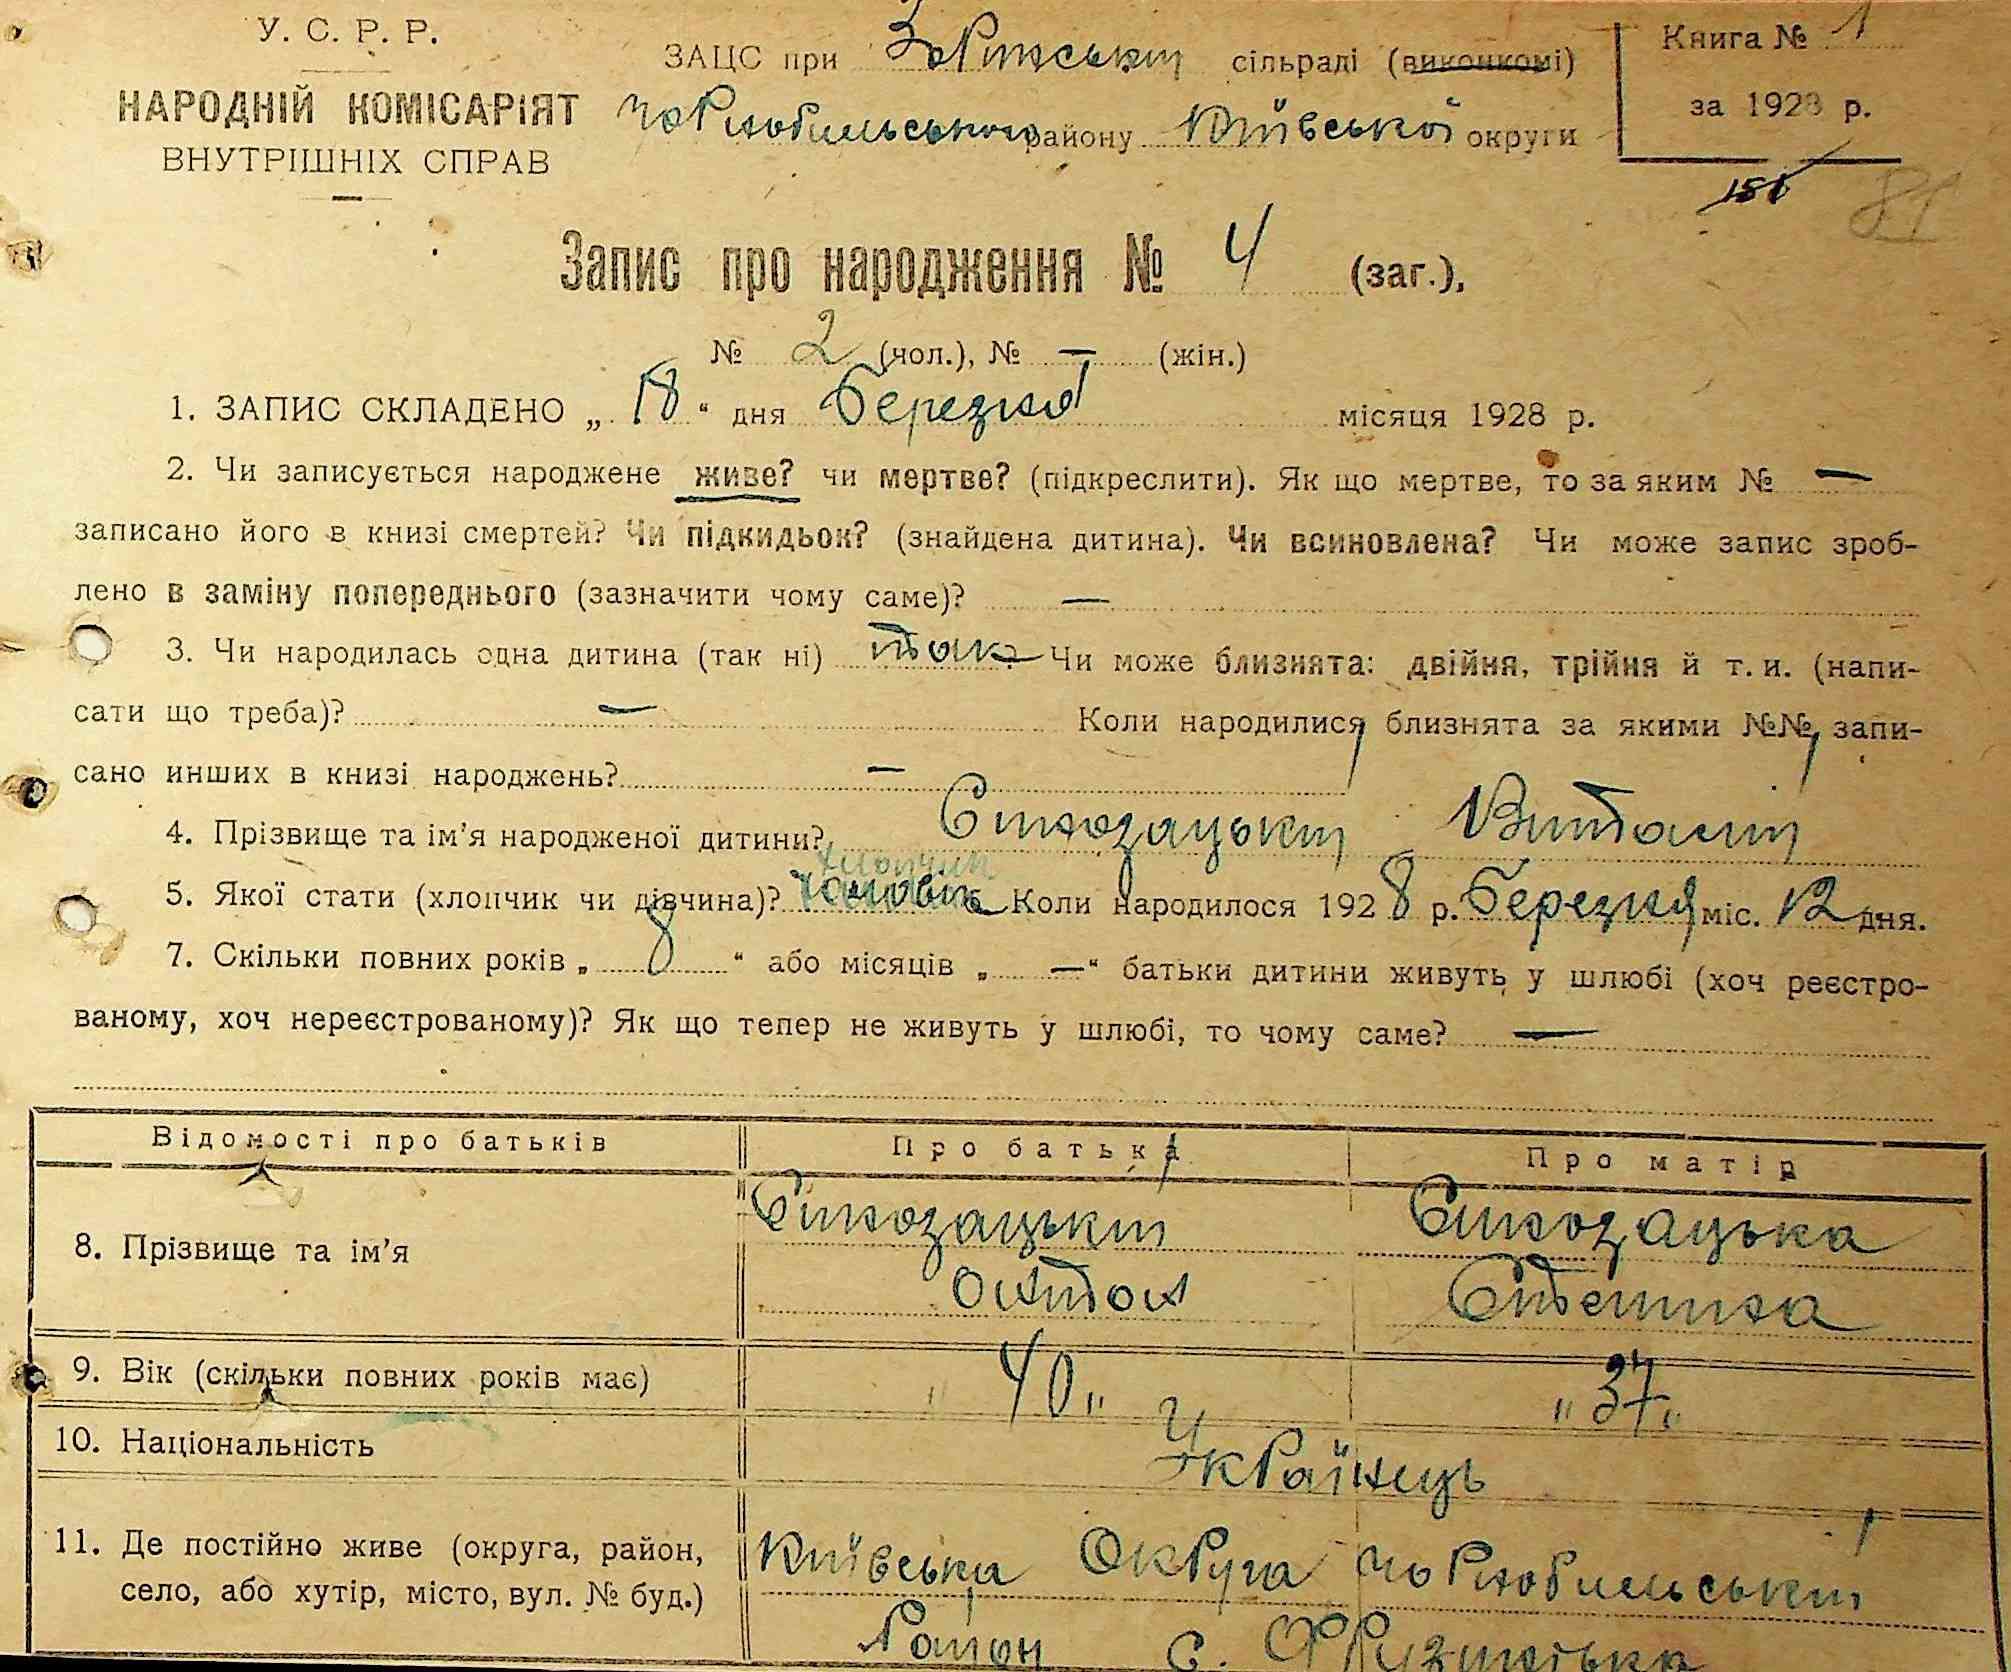 У. С. Р. Р.
НАРОДНІЙ КОМІСАРІЯТ
ВНУТРІШНІХ СПРАВ
ЗАЦС при сільраді (виконкомі)
Чорнобильського району Київської округи
Книга № 1
за 1928 р.
151
81
Запис про народження № 4 (заг.),
№ 2 (чол.), № — (жін.)
1. ЗАПИС СКЛАДЕНО „ 18 “ дня Березня місяця 1928 р.
2. Чи записується народжене живе? чи мертве? (підкреслити). Як що мертве, то за яким № —
записано його в книзі смертей? Чи підкидьок? (знайдена дитина). Чи всиновлена? Чи може запис зроб-
лено в заміну попереднього (зазначити чому саме)? —
3. Чи народилась одна дитина (так ні) так Чи може близнята: двійня, трійня й т. и. (напи-
сати що треба)? — Коли народилися близнята за якими №№ запи-
сано инших в книзі народжень? —
4. Прізвище та ім’я народженої дитини? Синозацький
хлопчик
5. Якої стати (хлопчик чи дівчина)? Коли народилося 1928 р. Березня міс. 12 дня.
7. Скільки повних років „ 8 “ або місяців „ — “ батьки дитини живуть у шлюбі (хоч реєстро-
ваному, хоч нереєстрованому)? Як що тепер не живуть у шлюбі, то чому саме? —
Відомості про батьків Про батька Про матір
8. Прізвище та ім’я Синозацький Синозацька
Антон
9. Вік (скільки повних років має) „ 40 „ „ 37 „
10. Національність Українець
11. Де постійно живе (округа, район, Київська Округа Чорнобильський
село, або хутір, місто, вул. № буд.) Район с.